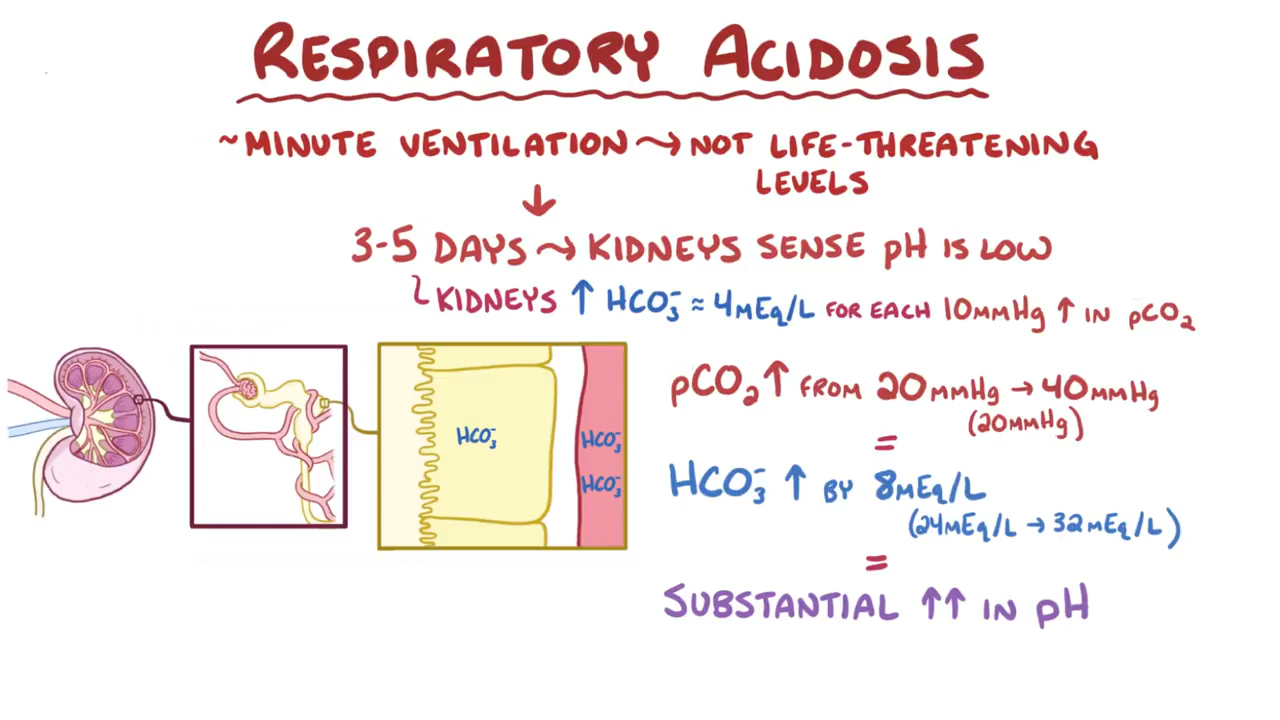 RESPIRATORY ACIDOSIS
~MINUTE VENTILATION → NOT LIFE-THREATENING
LEVELS
↓
3-5 DAYS → KIDNEYS SENSE pH IS LOW
KIDNEYS ↑ HCO₃⁻ ≈ 4mEq/L FOR EACH 10mmHg ↑ IN pCO₂
pCO₂ ↑ FROM 20mmHg → 40mmHg
(20mmHg)
=
HCO₃⁻ ↑ BY 8mEq/L
(24mEq/L → 32mEq/L)
=
SUBSTANTIAL ↑↑ IN pH
HCO₃⁻
HCO₃⁻
HCO₃⁻